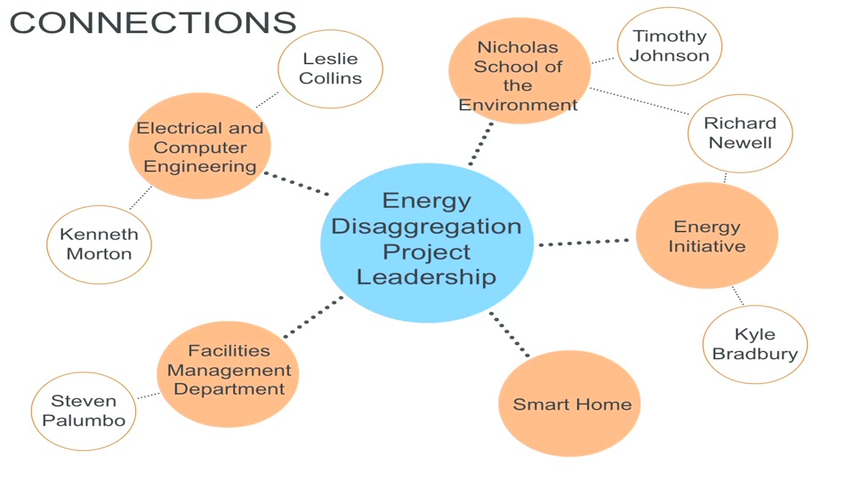 CONNECTIONS
Leslie
Collins
Nicholas
School of
the
Environment
Timothy
Johnson
Electrical and
Computer
Engineering
Richard
Newell
Kenneth
Morton
Energy
Disaggregation
Project
Leadership
Energy
Initiative
Facilities
Management
Department
Kyle
Bradbury
Steven
Palumbo
Smart Home